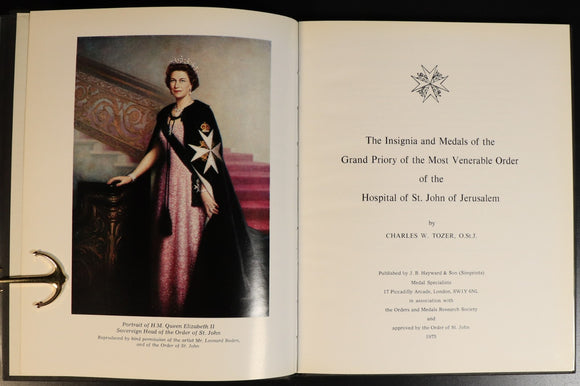 Portrait of H.M. Queen Elizabeth II
Sovereign Head of the Order of St. John
Reproduced by kind permission of the artist Mr. Leonard Boden,
and of the Order of St. John
The Insignia and Medals of the
Grand Priory of the Most Venerable Order
of the
Hospital of St. John of Jerusalem
by
CHARLES W. TOZER, O.St.J.
Published by J. B. Hayward & Son (Simprints)
Medal Specialists
17 Piccadilly Arcade, London, SW1Y 6NL
in association with
the Orders and Medals Research Society
and
approved by the Order of St. John
1975